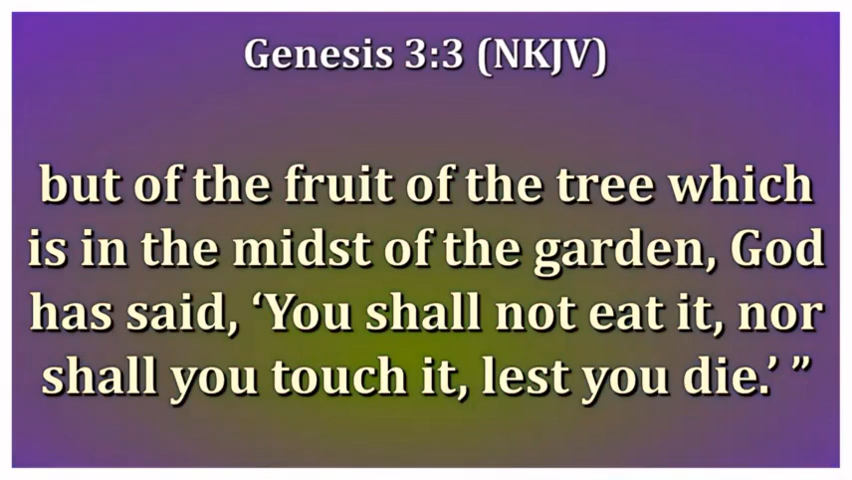 Genesis 3:3 (NKJV)
but of the fruit of the tree which
is in the midst of the garden, God
has said, ‘You shall not eat it, nor
shall you touch it, lest you die.’ ”